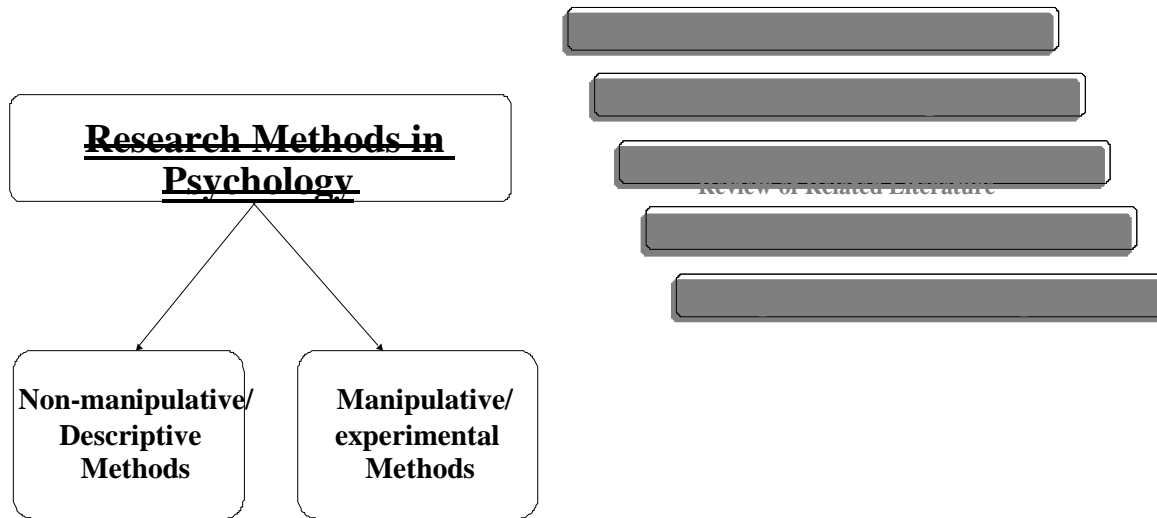 Research Methods in
Psychology
Review of Related Literature
Non-manipulative/
Descriptive
Methods
Manipulative/
experimental
Methods